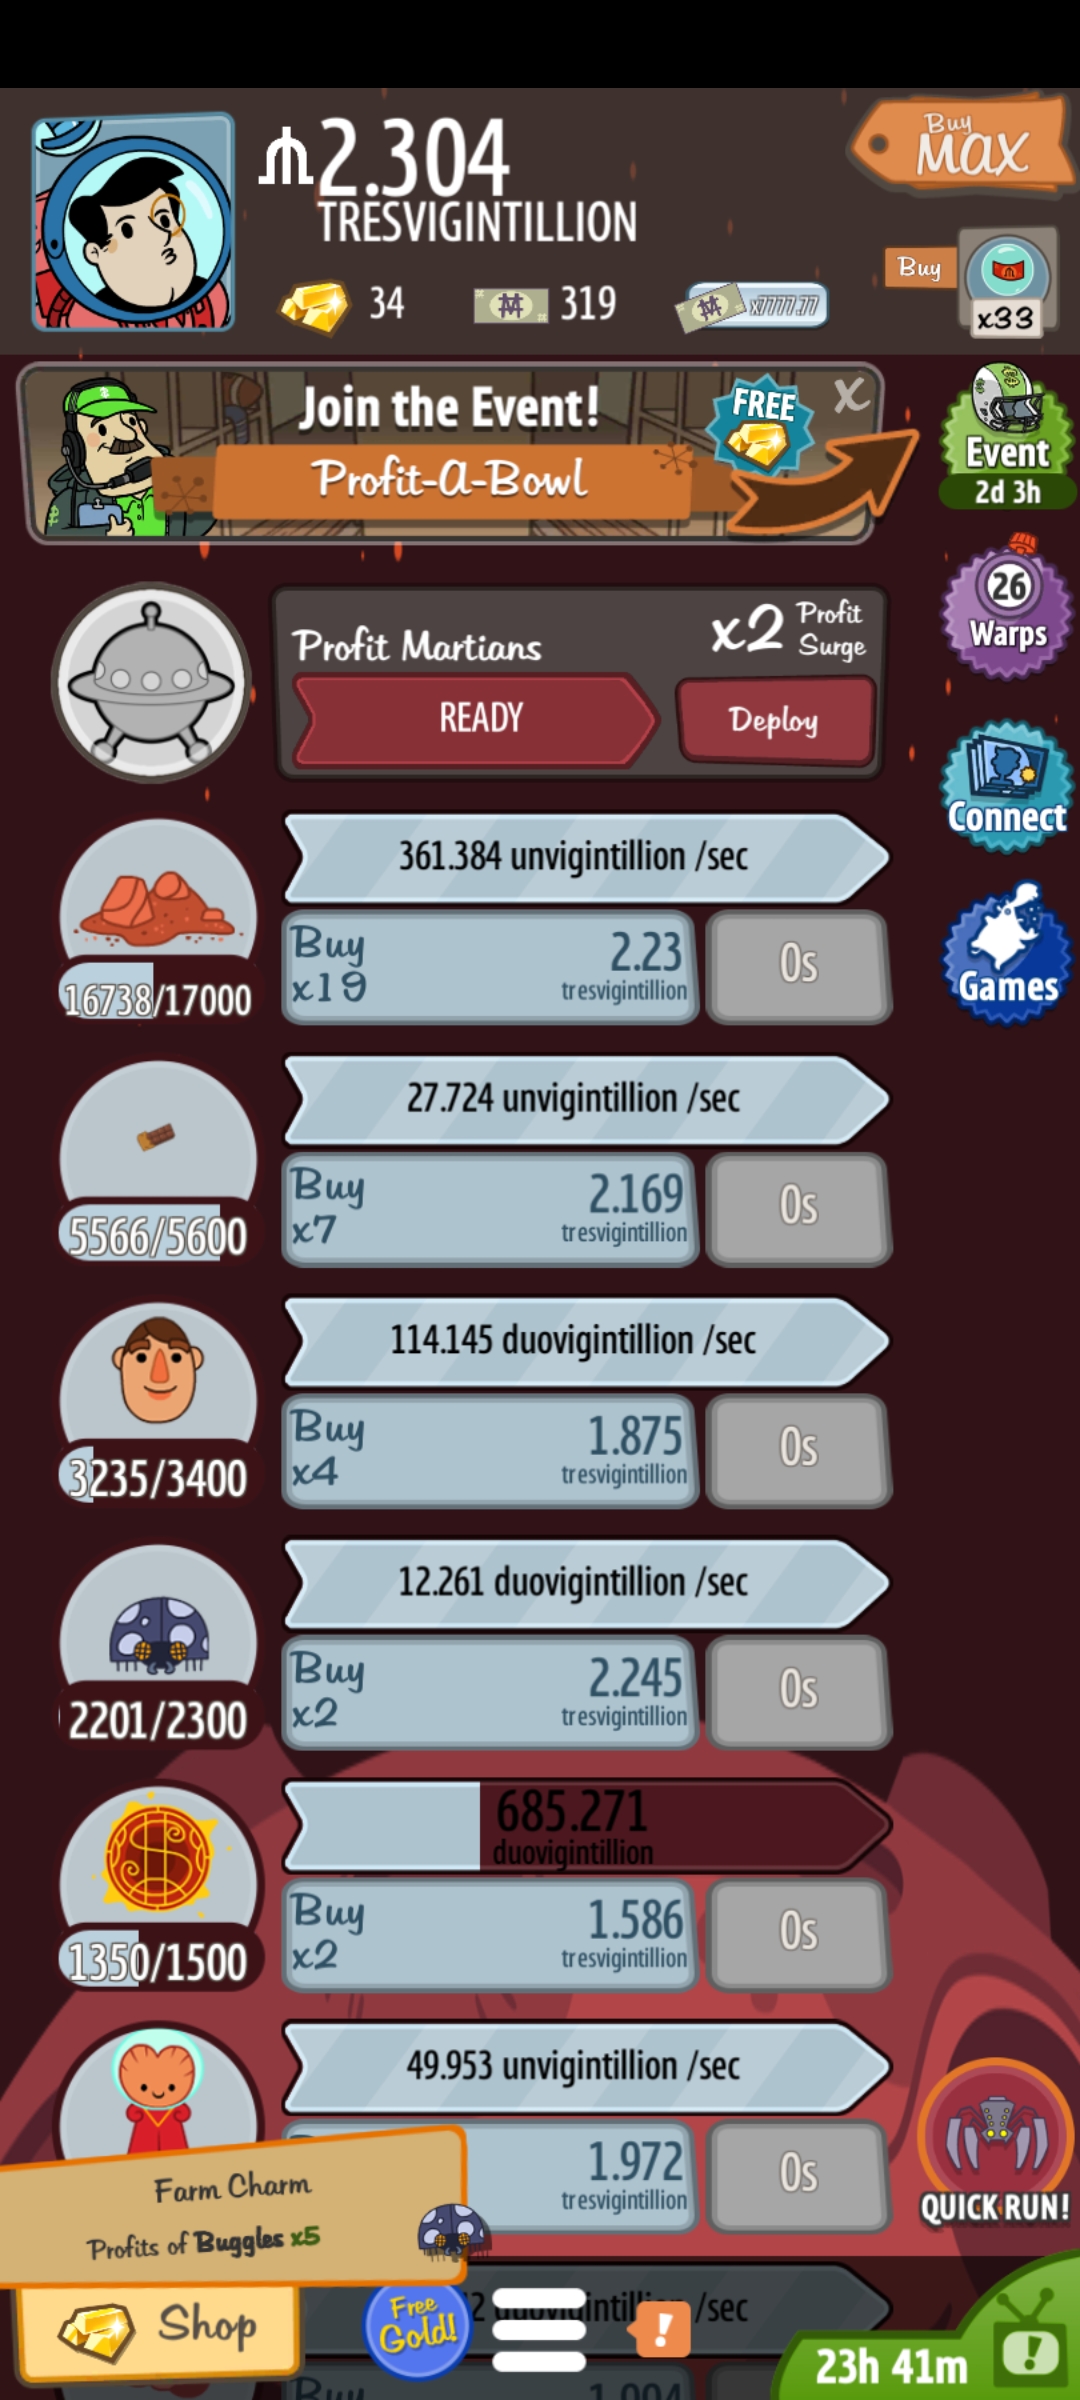 2.304
TRESVIGINTILLION
Buy
MAX
34
319
x7777.77
Buy
x33
Join the Event!
Profit-A-Bowl
FREE
X
Event
2d 3h
26
Warps
Profit Martians
x2 Profit
Surge
READY
Deploy
Connect
Games
361.384 unvigintillion /sec
Buy
x19
2.23
tresvigintillion
0s
16738/17000
27.724 unvigintillion /sec
Buy
x7
2.169
tresvigintillion
0s
5566/5600
114.145 duovigintillion /sec
Buy
x4
1.875
tresvigintillion
0s
3235/3400
12.261 duovigintillion /sec
Buy
x2
2.245
tresvigintillion
0s
2201/2300
685.271
duovigintillion
Buy
x2
1.586
tresvigintillion
0s
1350/1500
49.953 unvigintillion /sec
1.972
tresvigintillion
0s
QUICK RUN!
Farm Charm
Profits of Buggles x5
/sec
Shop
Free
Gold!
!
23h 41m
!
Buy